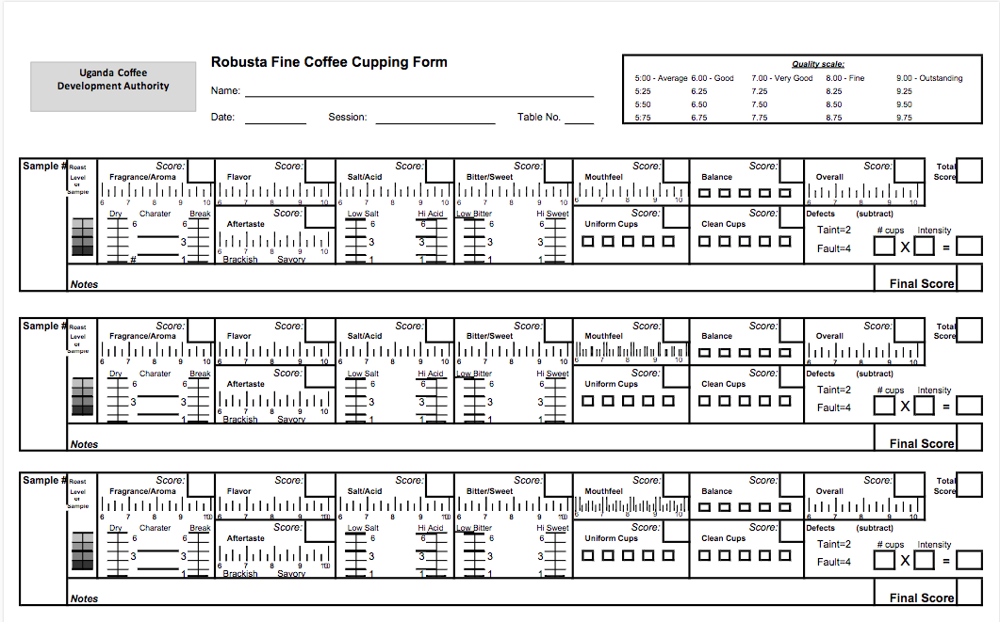 Uganda Coffee
Development Authority
Robusta Fine Coffee Cupping Form
Name:
Date: Session: Table No.
Quality scale:
5:00 - Average 6.00 - Good 7.00 - Very Good 8.00 - Fine 9.00 - Outstanding
5:25 6.25 7.25 8.25 9.25
5:50 6.50 7.50 8.50 9.50
5:75 6.75 7.75 8.75 9.75
Sample # Roast Score: Score: Score: Score: Score: Score: Score: Total
Level Fragrance/Aroma Flavor Salt/Acid Bitter/Sweet Mouthfeel Balance Overall Score
or
Sample
6 7 8 9 10 6 7 8 9 10 6 7 8 9 10 6 7 8 9 10 6 7 8 9 10 6 7 8 9 10
Dry Charater Break Score: Low Salt Hi Acid Low Bitter Hi Sweet Score: Score: Defects (subtract)
6 6 Aftertaste 6 6 6 6 Uniform Cups Clean Cups Taint=2 # cups Intensity
3 3 3 3 3 Fault=4 X =
6 7 8 9 10
# 1 Brackish Savory 1 1 1 1
Notes Final Score
Sample # Roast Score: Score: Score: Score: Score: Score: Score: Total
Level Fragrance/Aroma Flavor Salt/Acid Bitter/Sweet Mouthfeel Balance Overall Score
or
Sample
6 7 8 9 10 6 7 8 9 10 6 7 8 9 10 6 7 8 9 10 6 7 8 9 10 6 7 8 9 10
Dry Charater Break Score: Low Salt Hi Acid Low Bitter Hi Sweet Score: Score: Defects (subtract)
6 6 Aftertaste 6 6 6 6 Uniform Cups Clean Cups Taint=2 # cups Intensity
3 3 3 3 3 3 Fault=4 X =
6 7 8 9 10
1 Brackish Savory 1 1 1 1
Notes Final Score
Sample # Roast Score: Score: Score: Score: Score: Score: Score: Total
Level Fragrance/Aroma Flavor Salt/Acid Bitter/Sweet Mouthfeel Balance Overall Score
or
Sample
6 7 8 9 10 6 7 8 9 10 6 7 8 9 10 6 7 8 9 10 6 7 8 9 10 6 7 8 9 10
Dry Charater Break Score: Low Salt Hi Acid Low Bitter Hi Sweet Score: Score: Defects (subtract)
6 6 Aftertaste 6 6 6 6 Uniform Cups Clean Cups Taint=2 # cups Intensity
3 3 3 3 3 3 Fault=4 X =
6 7 8 9 10
1 Brackish Savory 1 1 1 1
Notes Final Score